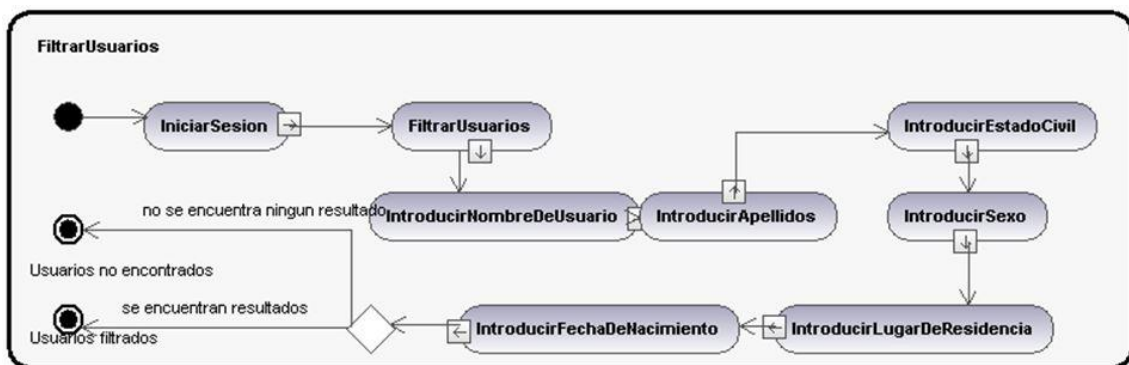 FiltrarUsuarios
IniciarSesion
FiltrarUsuarios
IntroducirEstadoCivil
no se encuentra ningun resultado
IntroducirNombreDeUsuario
IntroducirApellidos
IntroducirSexo
Usuarios no encontrados
se encuentran resultados
Usuarios filtrados
IntroducirFechaDeNacimiento
IntroducirLugarDeResidencia